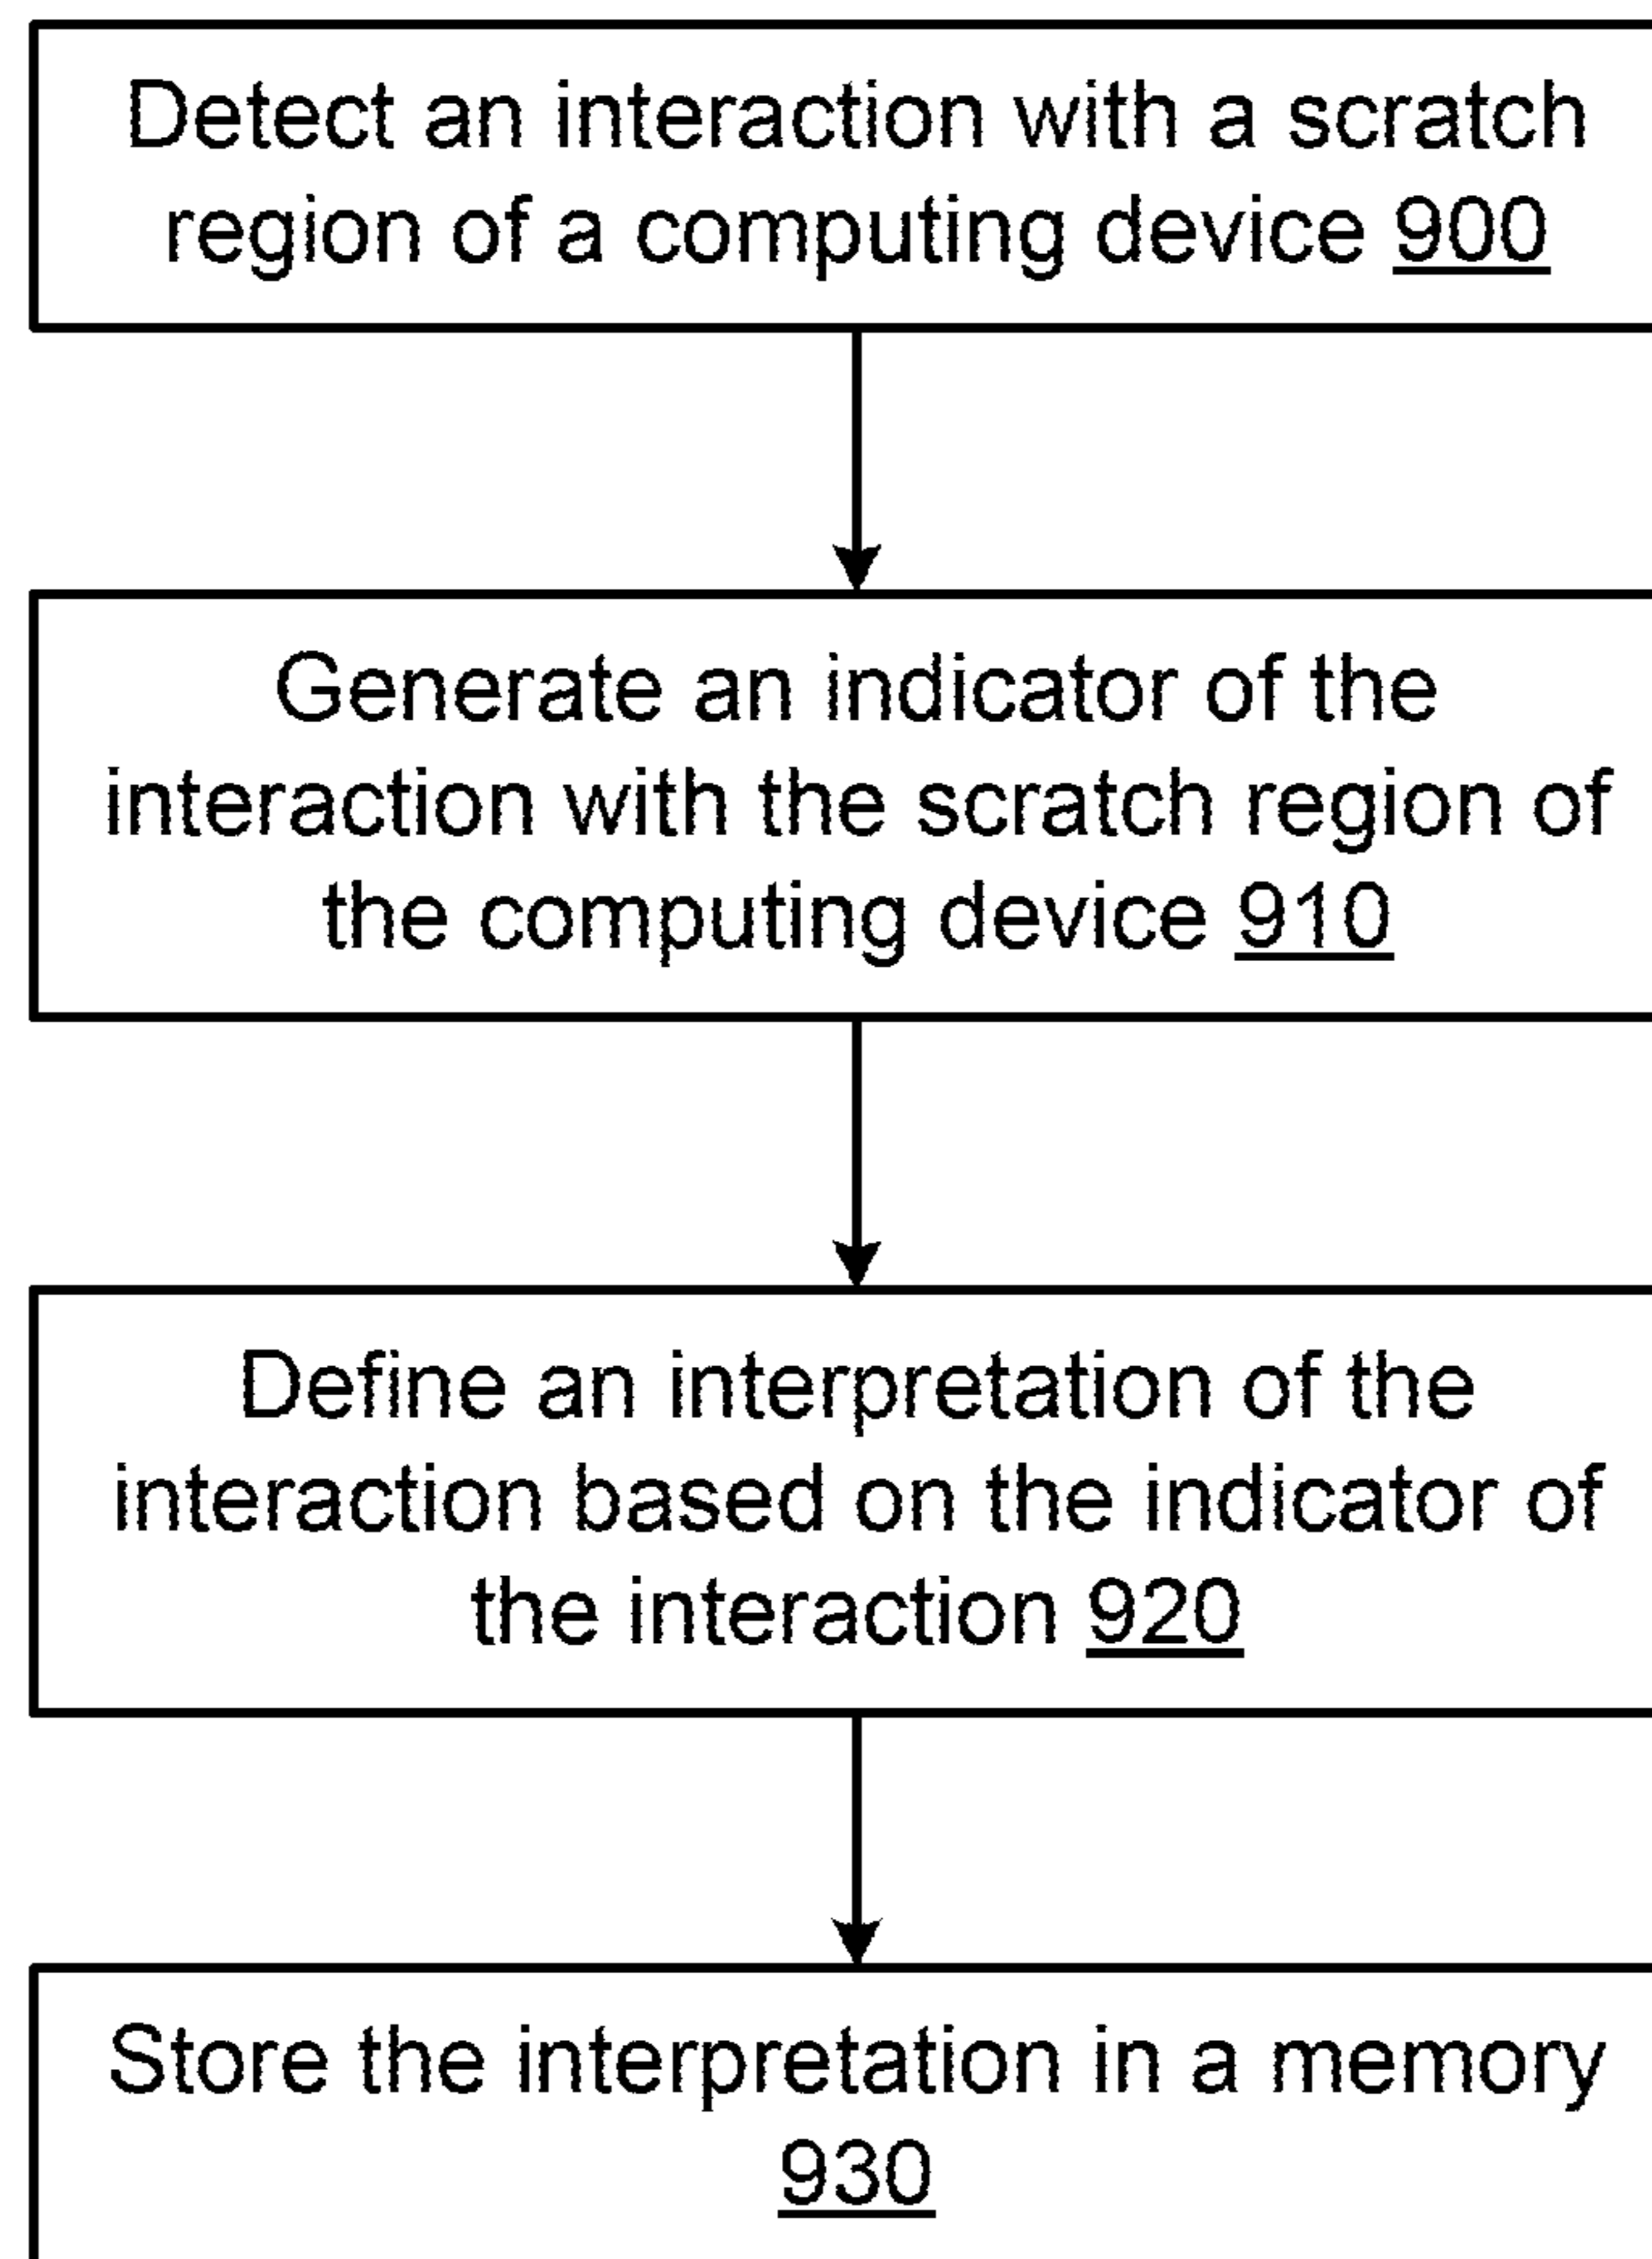 Detect an interaction with a scratch
region of a computing device 900
Generate an indicator of the
interaction with the scratch region of
the computing device 910
Define an interpretation of the
interaction based on the indicator of
the interaction 920
Store the interpretation in a memory
930